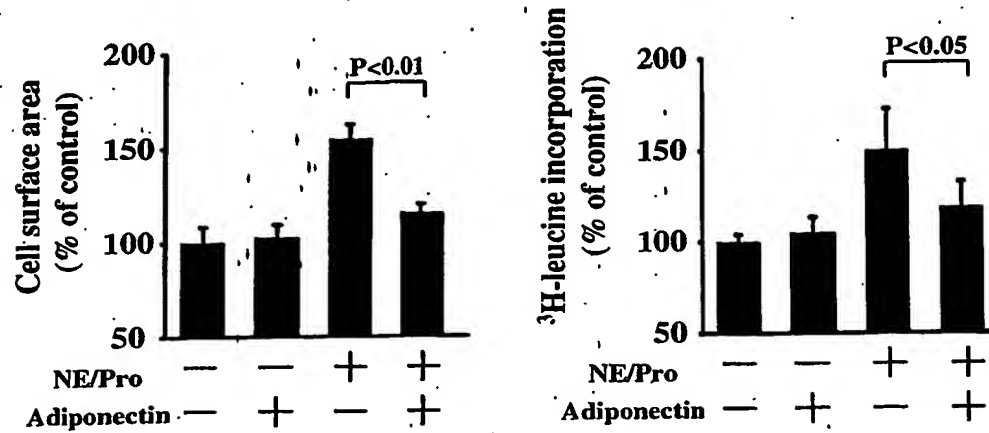 Cell surface area
(% of control)
200
150
100
50
P<0.01
NE/Pro — — + +
Adiponectin — + — +
³H-leucine incorporation
(% of control)
200
150
100
50
P<0.05
NE/Pro — — + +
Adiponectin — + — +